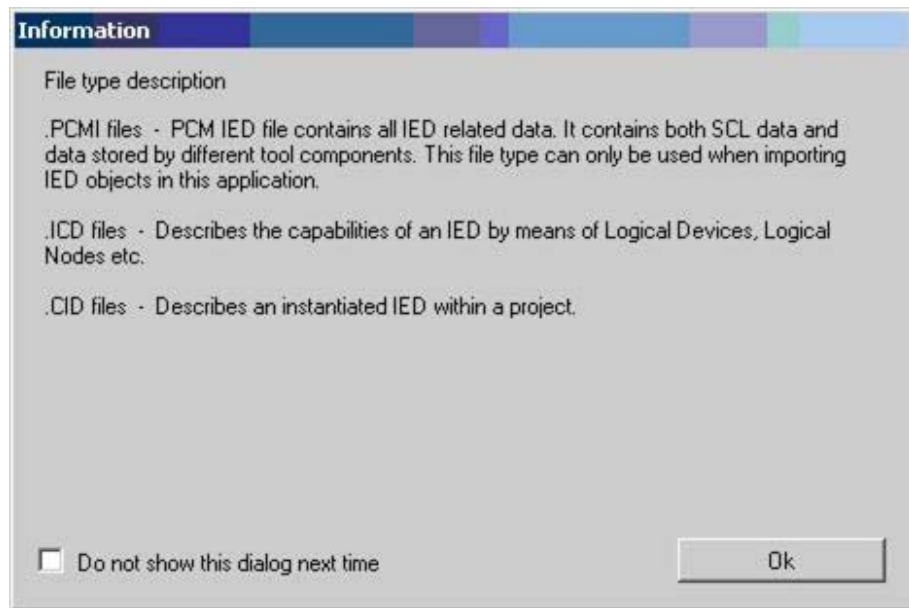 Information
File type description
.PCMI files - PCM IED file contains all IED related data. It contains both SCL data and
data stored by different tool components. This file type can only be used when importing
IED objects in this application.
.ICD files - Describes the capabilities of an IED by means of Logical Devices, Logical
Nodes etc.
.CID files - Describes an instantiated IED within a project.
Do not show this dialog next time
Ok